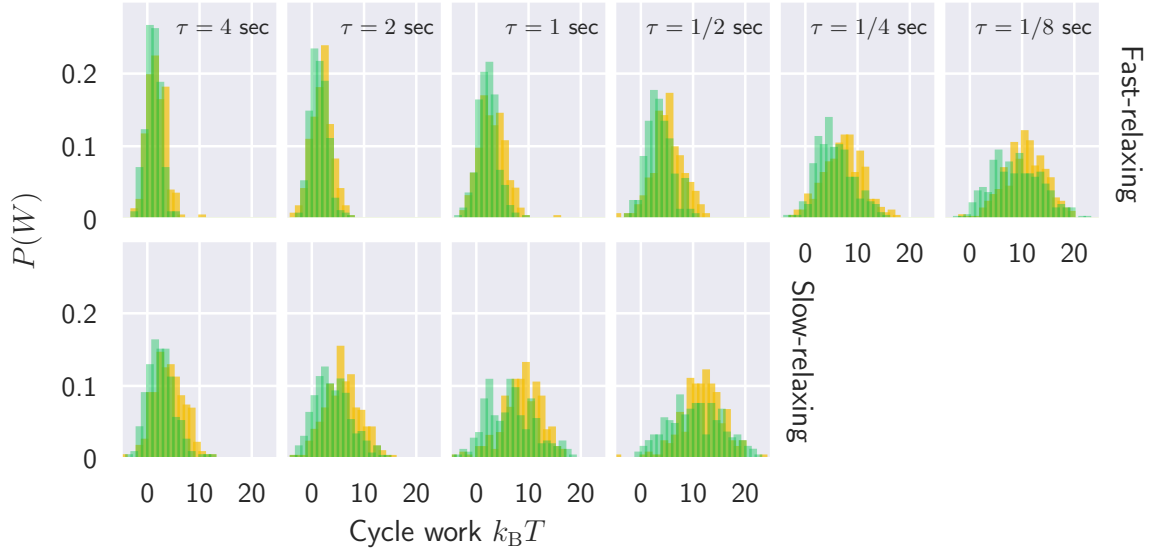 τ = 4 sec
τ = 2 sec
τ = 1 sec
τ = 1/2 sec
τ = 1/4 sec
τ = 1/8 sec
Fast-relaxing
0.2
0.1
0
0 10 20
0 10 20
P(W)
Slow-relaxing
0.2
0.1
0
0 10 20
0 10 20
0 10 20
0 10 20
Cycle work k_BT